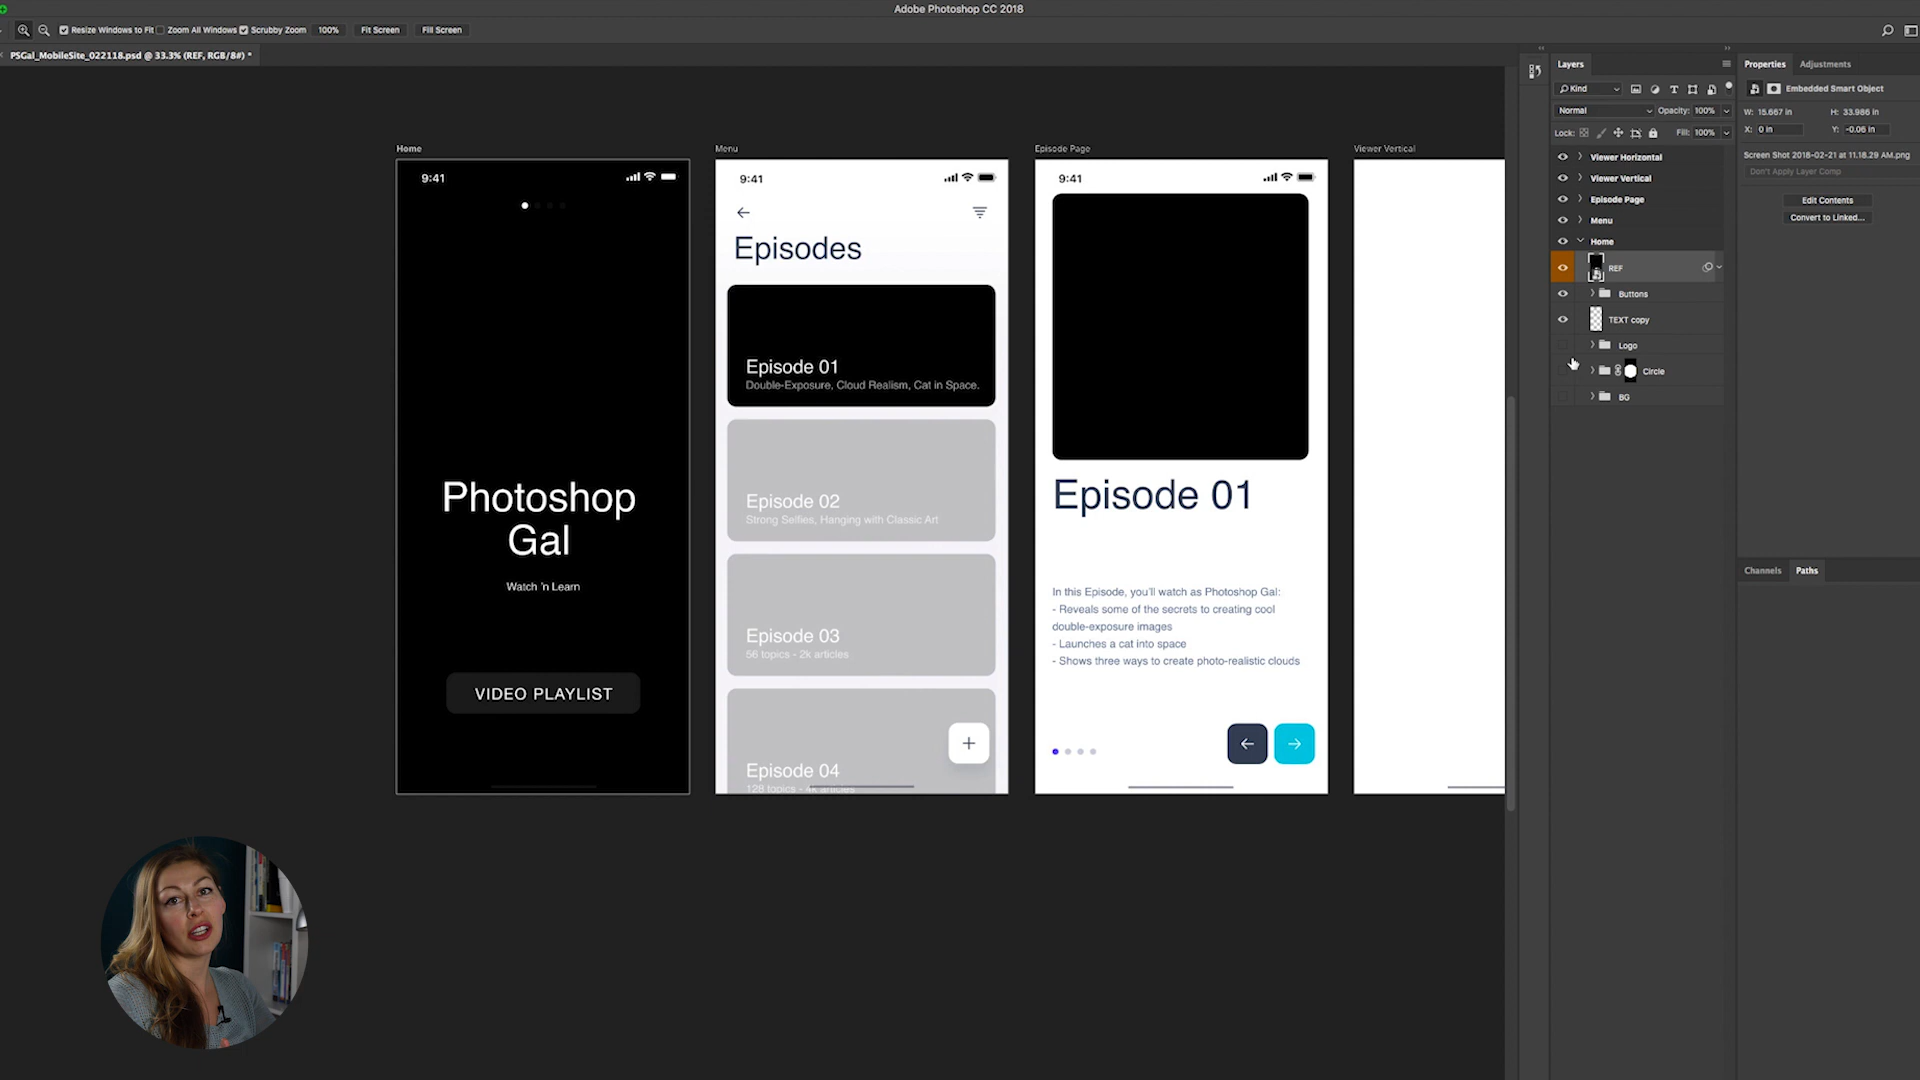 Adobe Photoshop CC 2018
Resize Windows to Fit Zoom All Windows Scrubby Zoom 100% Fit Screen Fill Screen
PSGal_MobileSite_022118.psd @ 33.3% (REF, RGB/8#) *
Home
9:41
Photoshop
Gal
Watch 'n Learn
VIDEO PLAYLIST
Menu
9:41
Episodes
Episode 01
Double-Exposure, Cloud Realism, Cat in Space.
Episode 02
Strong Selfies, Hanging with Classic Art
Episode 03
56 topics - 2k articles
Episode 04
128 topics - 4k articles
Episode Page
9:41
Episode 01
In this Episode, you'll watch as Photoshop Gal:
- Reveals some of the secrets to creating cool
double-exposure images
- Launches a cat into space
- Shows three ways to create photo-realistic clouds
Viewer Vertical
Layers
Kind
Normal Opacity: 100%
Lock: Fill: 100%
Viewer Horizontal
Viewer Vertical
Episode Page
Menu
Home
REF
Buttons
TEXT copy
Logo
Circle
BG
Properties Adjustments
Embedded Smart Object
W: 15.667 in H: 33.986 in
X: 0 in Y: -0.06 in
Screen Shot 2018-02-21 at 11.18.29 AM.png
Don't Apply Layer Comp
Edit Contents
Convert to Linked...
Channels Paths